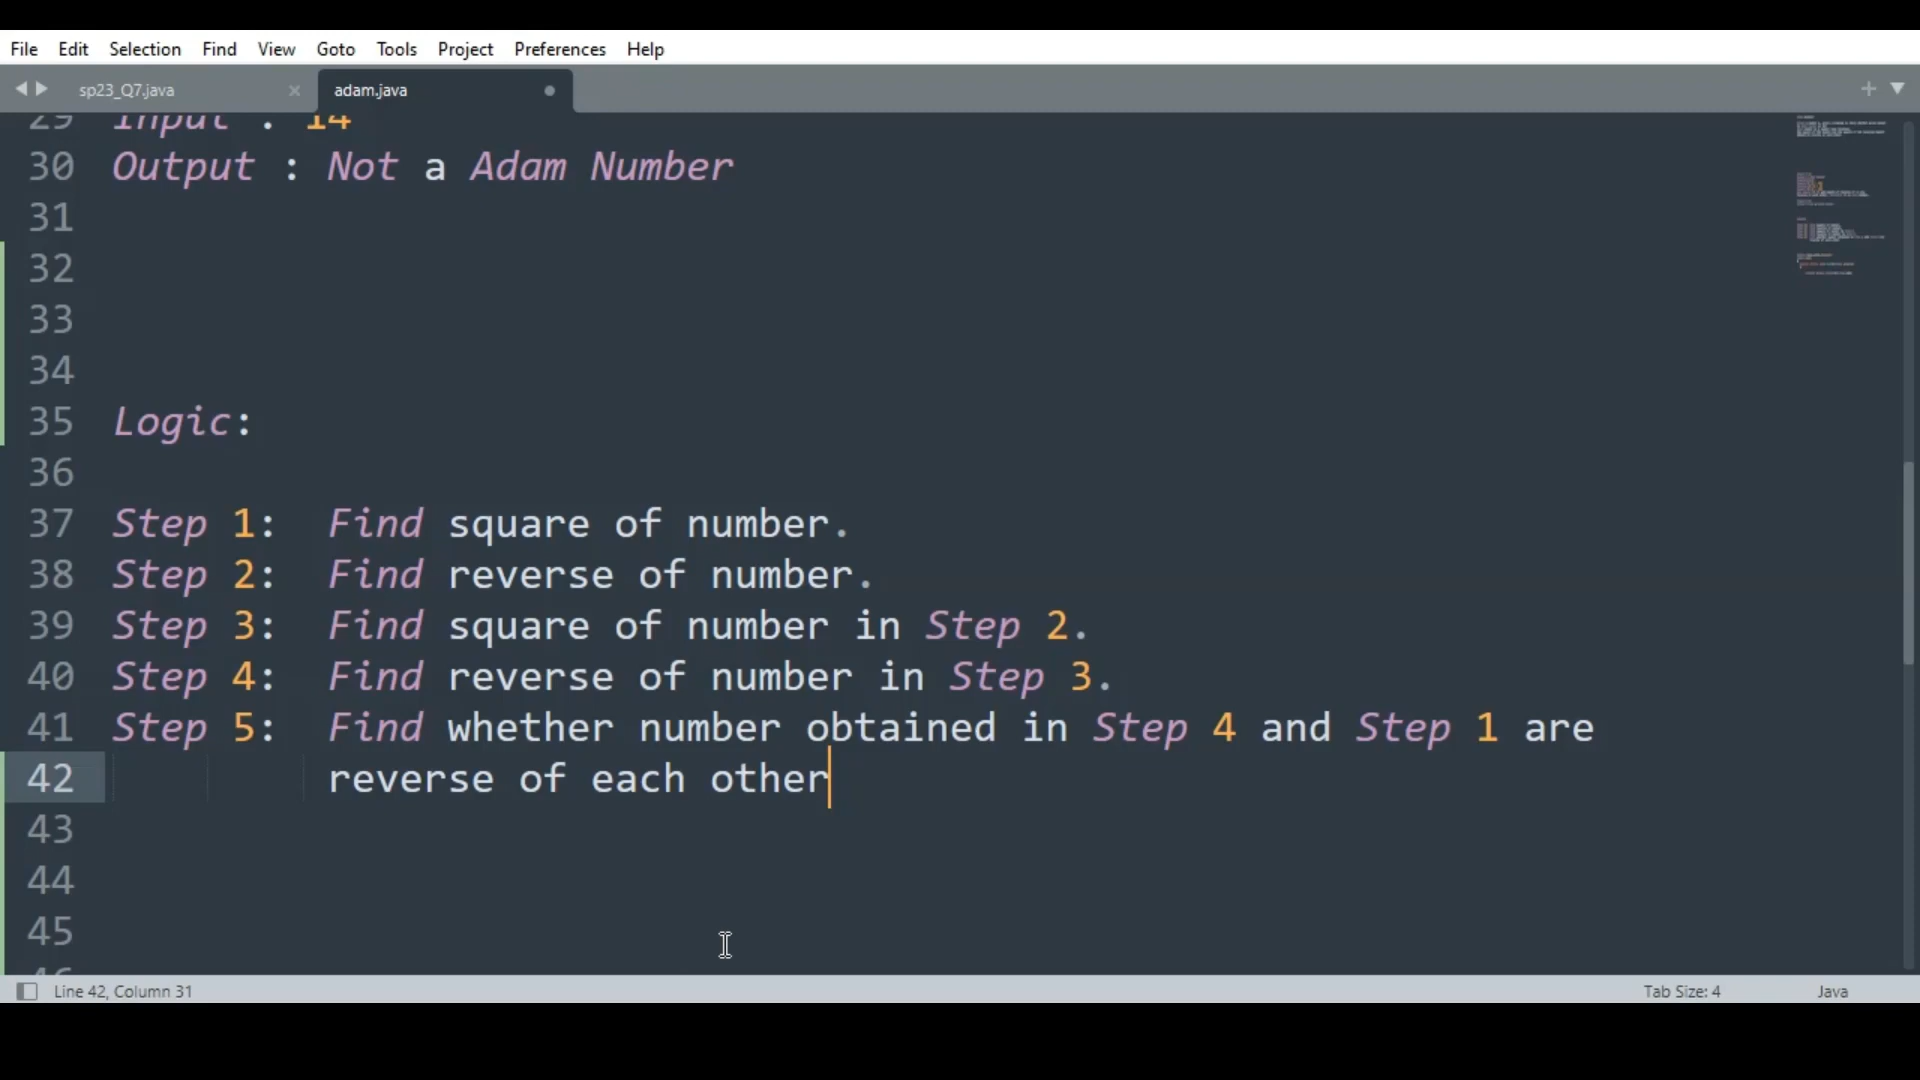 File Edit Selection Find View Goto Tools Project Preferences Help
sp23_Q7.java × adam.java
29 Input : 14
30 Output : Not a Adam Number
31
32
33
34
35 Logic:
36
37 Step 1: Find square of number.
38 Step 2: Find reverse of number.
39 Step 3: Find square of number in Step 2.
40 Step 4: Find reverse of number in Step 3.
41 Step 5: Find whether number obtained in Step 4 and Step 1 are
42 reverse of each other
43
44
45
46
Line 42, Column 31 Tab Size: 4 Java